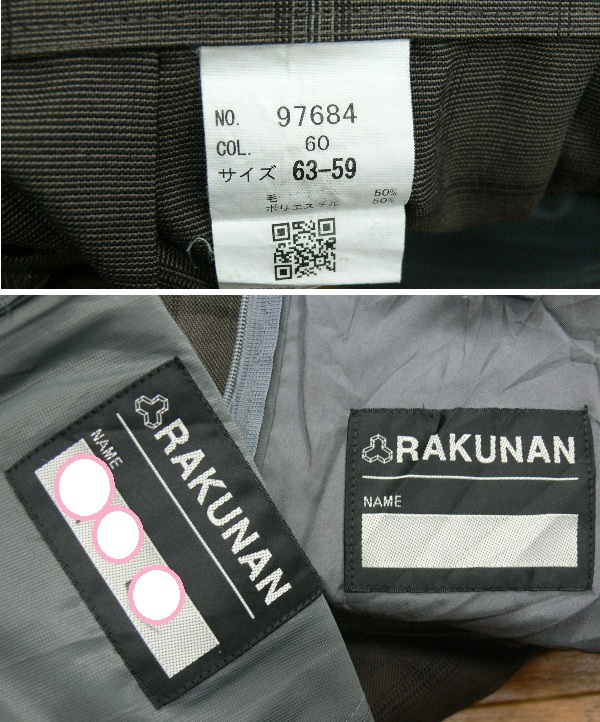 NO. 97684
COL. 60
サイズ 63-59
毛 50%
ポリエステル 50%
RAKUNAN
NAME
RAKUNAN
NAME